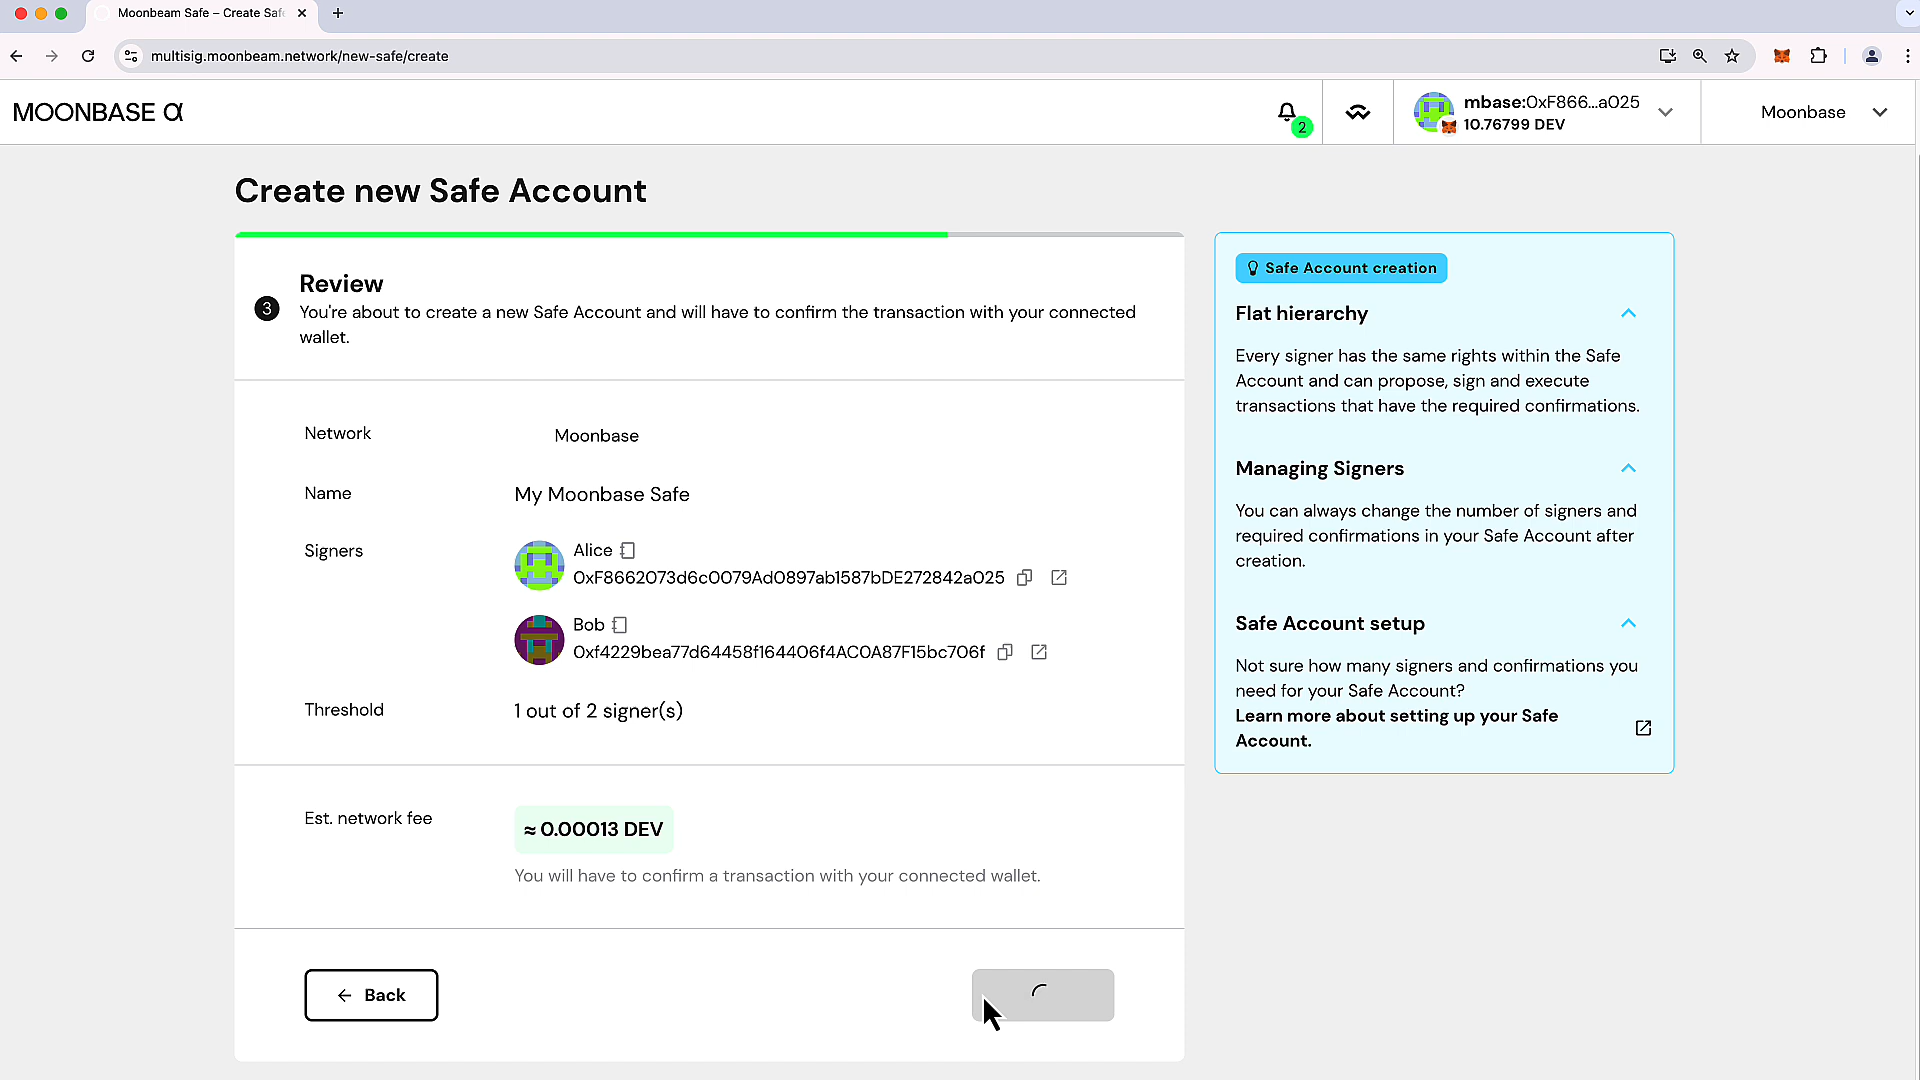 Moonbeam Safe – Create Safe
multisig.moonbeam.network/new-safe/create
MOONBASE α
2
mbase:0xF866...a025
10.76799 DEV
Moonbase
Create new Safe Account
3
Review
You're about to create a new Safe Account and will have to confirm the transaction with your connected
wallet.
Network
Moonbase
Name
My Moonbase Safe
Signers
Alice
0xF8662073d6c0079Ad0897ab1587bDE272842a025
Bob
0xf4229bea77d64458f164406f4AC0A87F15bc706f
Threshold
1 out of 2 signer(s)
Est. network fee
≈ 0.00013 DEV
You will have to confirm a transaction with your connected wallet.
Back
Safe Account creation
Flat hierarchy
Every signer has the same rights within the Safe
Account and can propose, sign and execute
transactions that have the required confirmations.
Managing Signers
You can always change the number of signers and
required confirmations in your Safe Account after
creation.
Safe Account setup
Not sure how many signers and confirmations you
need for your Safe Account?
Learn more about setting up your Safe
Account.